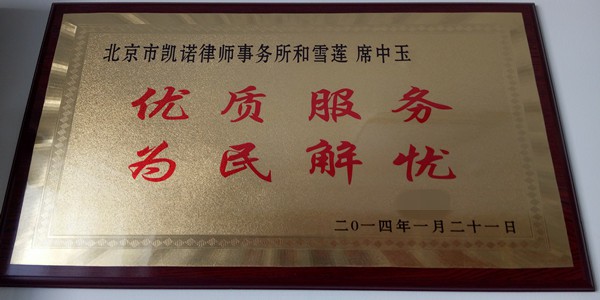 北京市凯诺律师事务所和雪莲 席中玉
优质服务
为民解忧
二0一四年一月二十一日